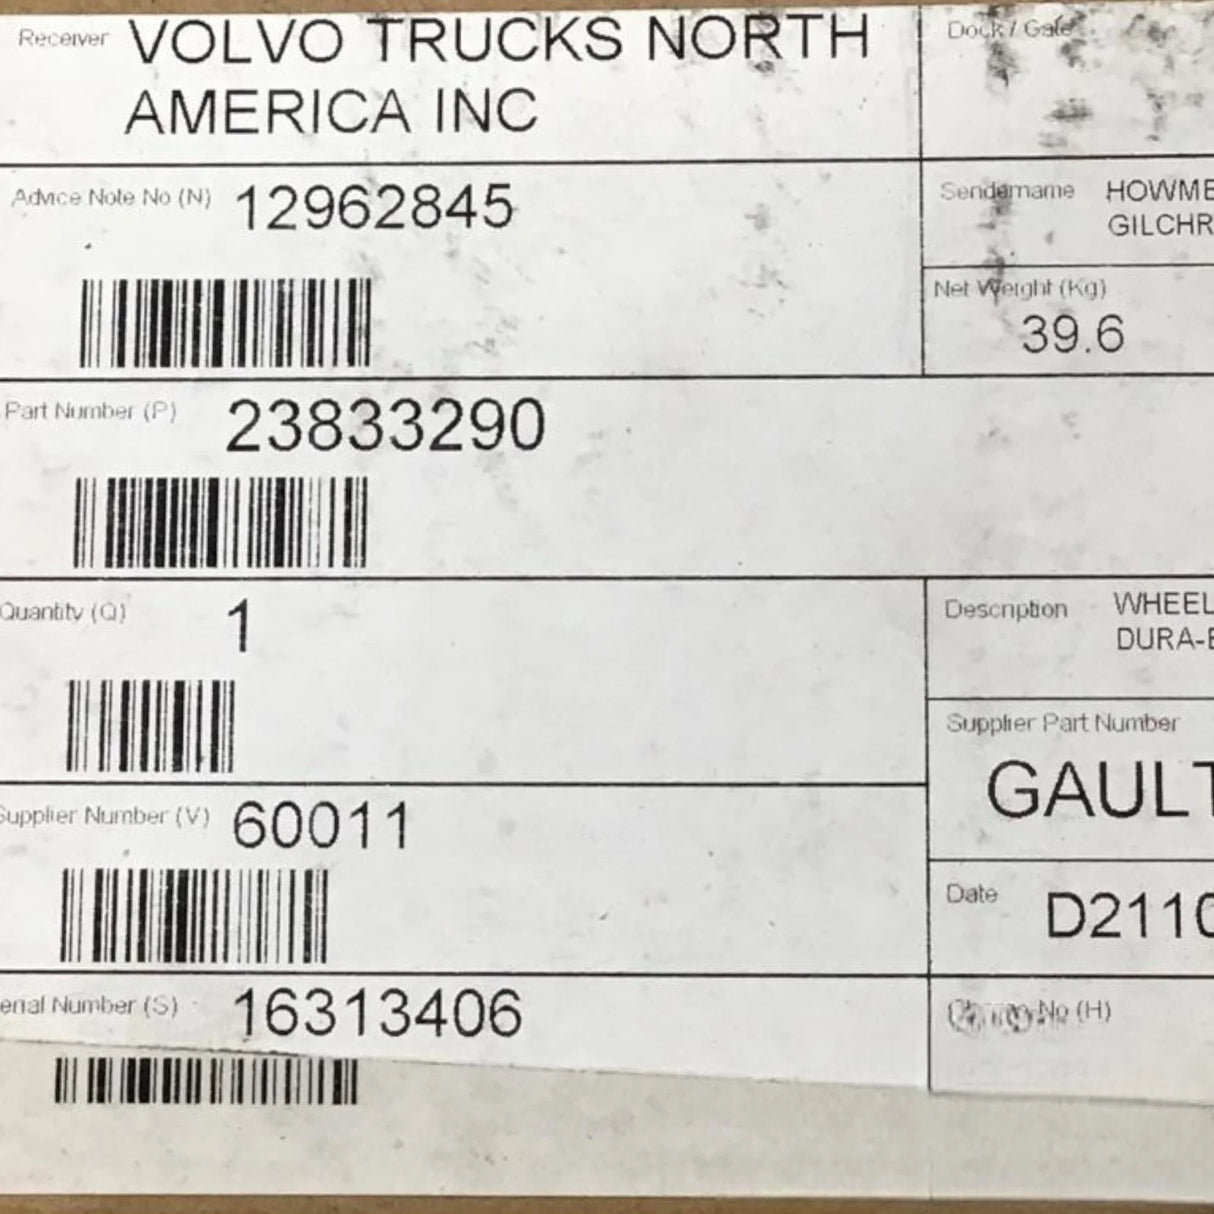 Receiver VOLVO TRUCKS NORTH
AMERICA INC
Dock / Gate
Advice Note No (N) 12962845
Sendername HOWME
GILCHR
Net Weight (Kg)
39.6
Part Number (P) 23833290
Quantity (Q) 1
Description WHEEL
DURA-B
Supplier Part Number
GAULT
Supplier Number (V) 60011
Date D2110
erial Number (S) 16313406
No (H)